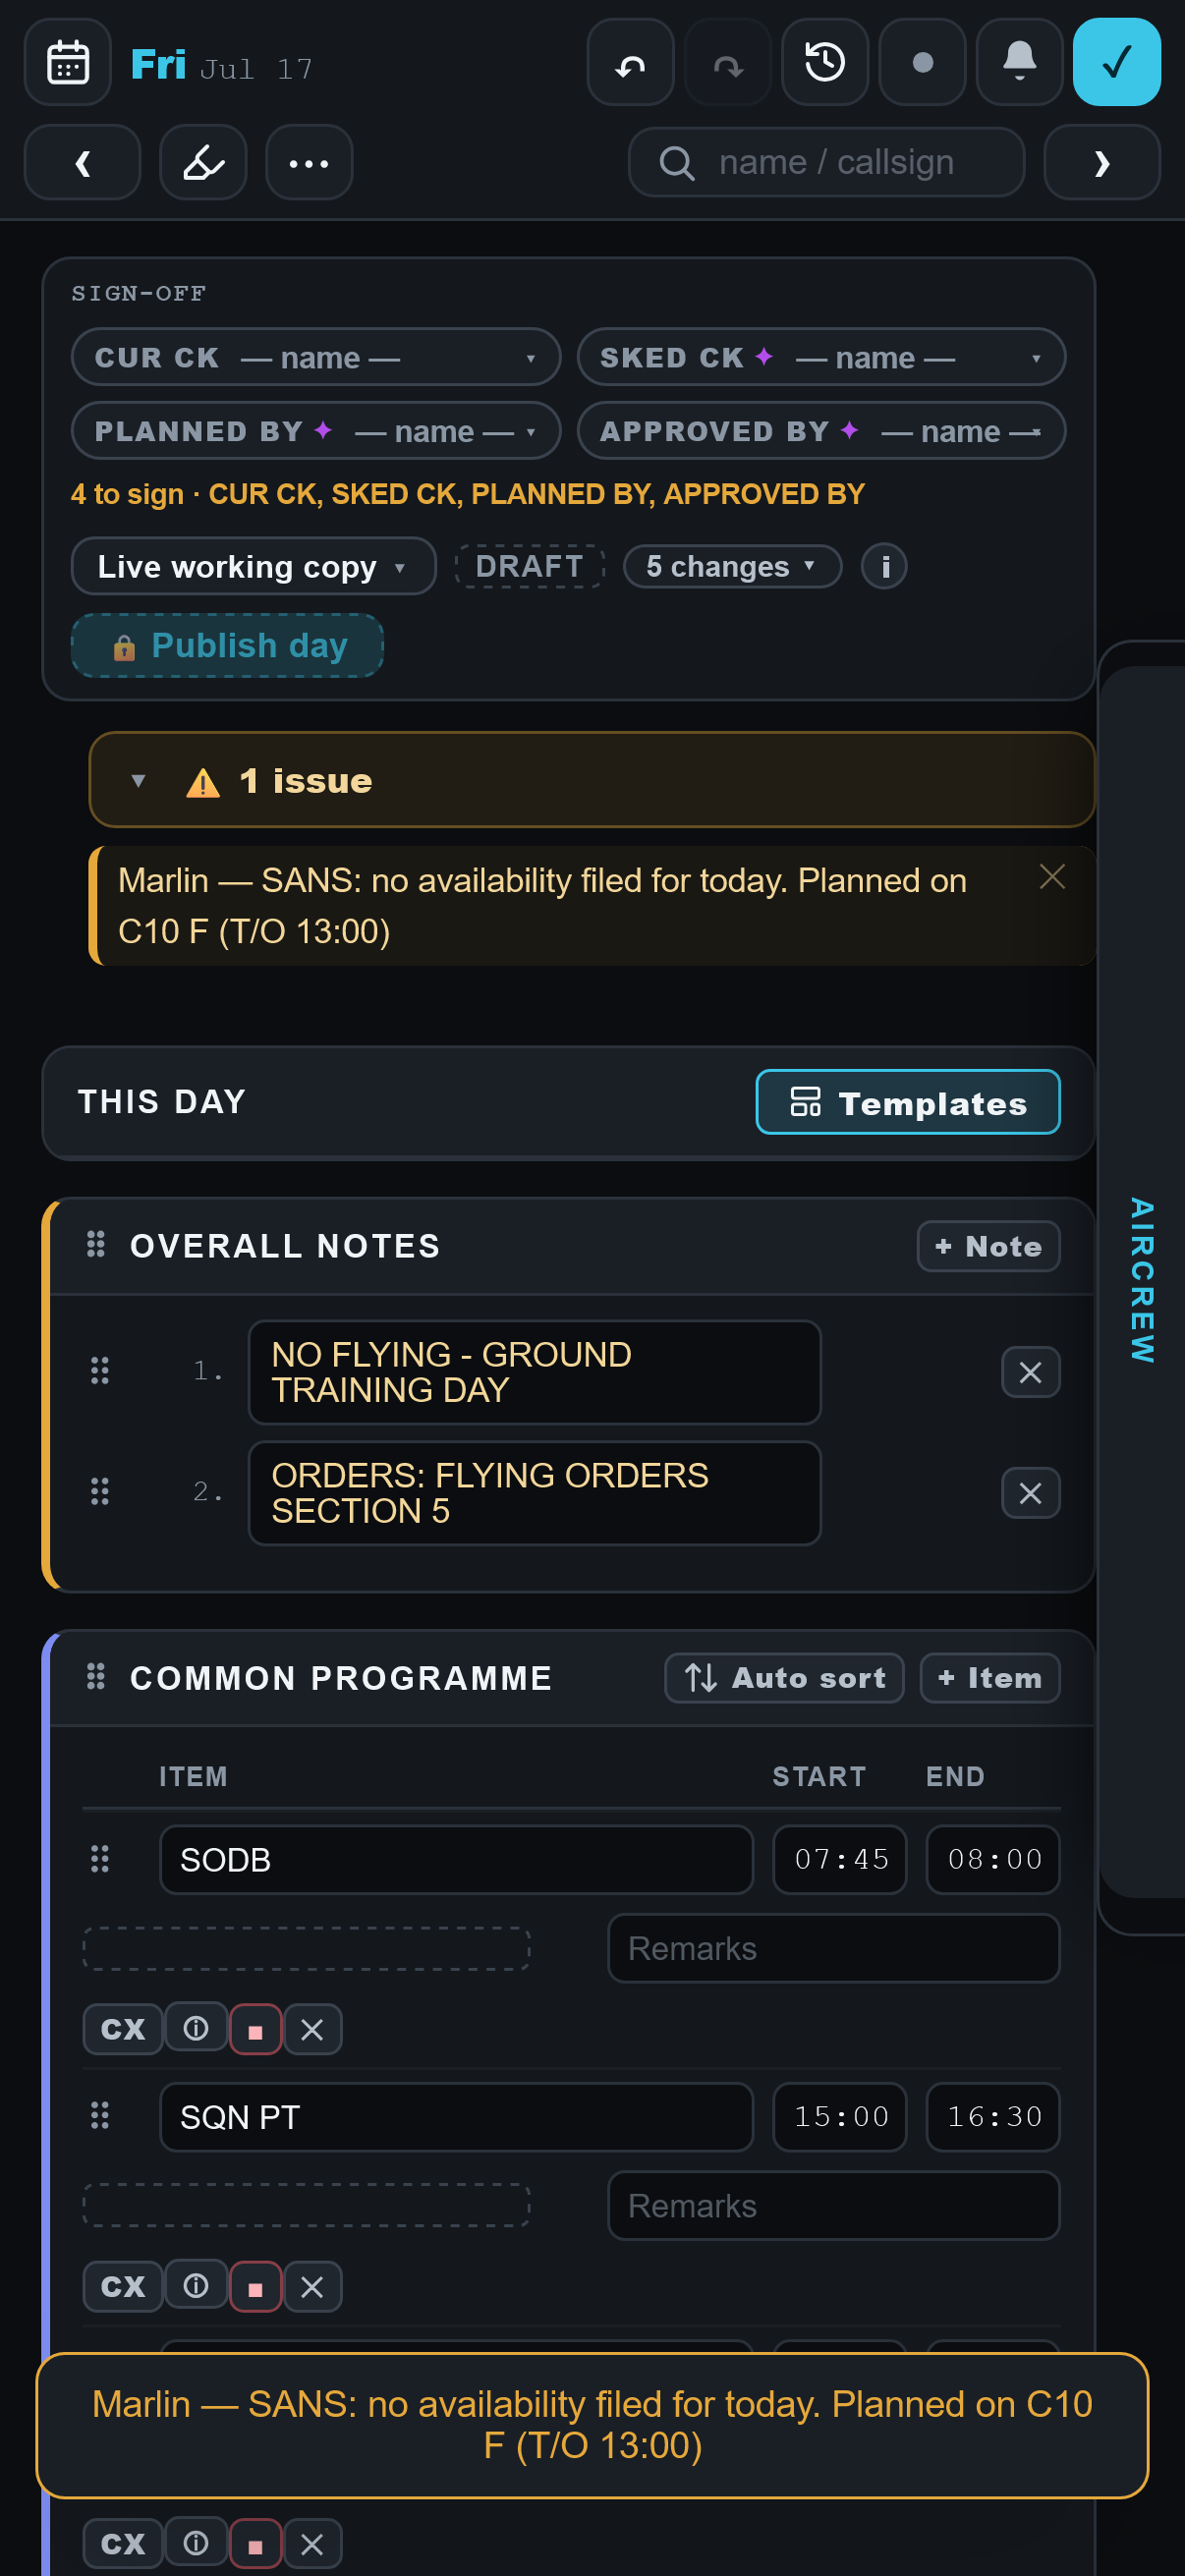 Fri Jul 17
name / callsign
SIGN-OFF
CUR CK — name —
SKED CK — name —
PLANNED BY — name —
APPROVED BY — name —
4 to sign · CUR CK, SKED CK, PLANNED BY, APPROVED BY
Live working copy
DRAFT
5 changes
i
Publish day
1 issue
Marlin — SANS: no availability filed for today. Planned on
C10 F (T/O 13:00)
THIS DAY
Templates
AIRCREW
OVERALL NOTES
+ Note
1.
NO FLYING - GROUND
TRAINING DAY
2.
ORDERS: FLYING ORDERS
SECTION 5
COMMON PROGRAMME
Auto sort
+ Item
ITEM START END
SODB 07:45 08:00
Remarks
CX
SQN PT 15:00 16:30
Remarks
CX
Marlin — SANS: no availability filed for today. Planned on C10
F (T/O 13:00)
CX